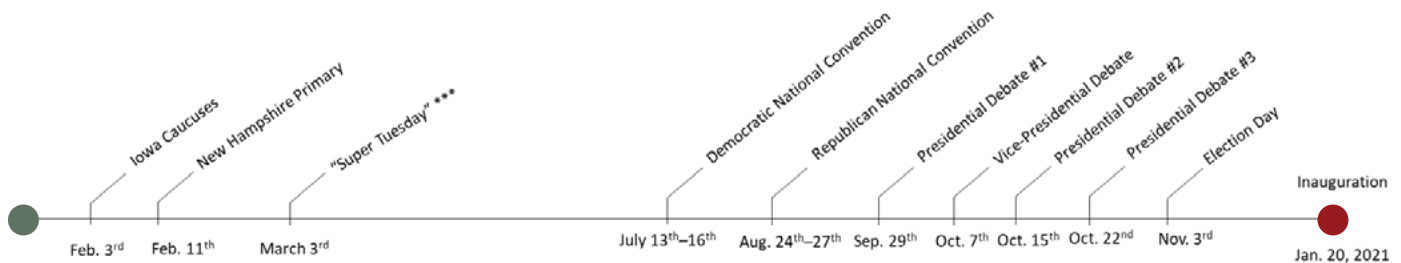 Iowa Caucuses
New Hampshire Primary
"Super Tuesday" ***
Democratic National Convention
Republican National Convention
Presidential Debate #1
Vice-Presidential Debate
Presidential Debate #2
Presidential Debate #3
Election Day
Inauguration
Feb. 3rd
Feb. 11th
March 3rd
July 13th–16th
Aug. 24th–27th
Sep. 29th
Oct. 7th
Oct. 15th
Oct. 22nd
Nov. 3rd
Jan. 20, 2021